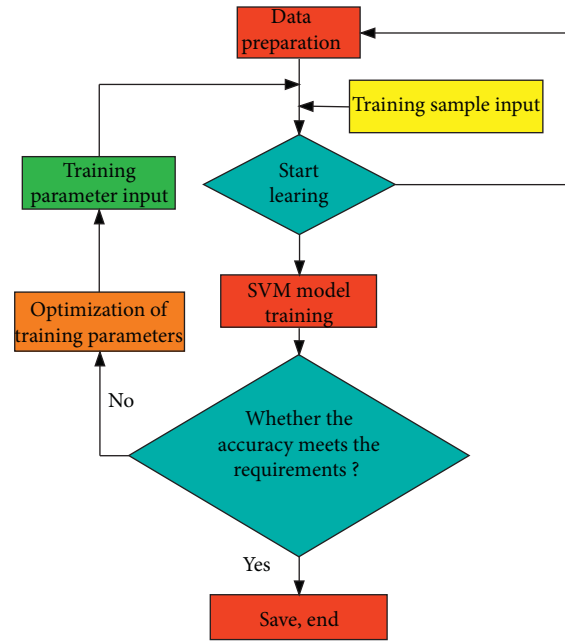 Data
preparation
Training sample input
Training
parameter input
Start
learing
SVM model
training
Optimization of
training parameters
No
Whether the
accuracy meets the
requirements ?
Yes
Save, end